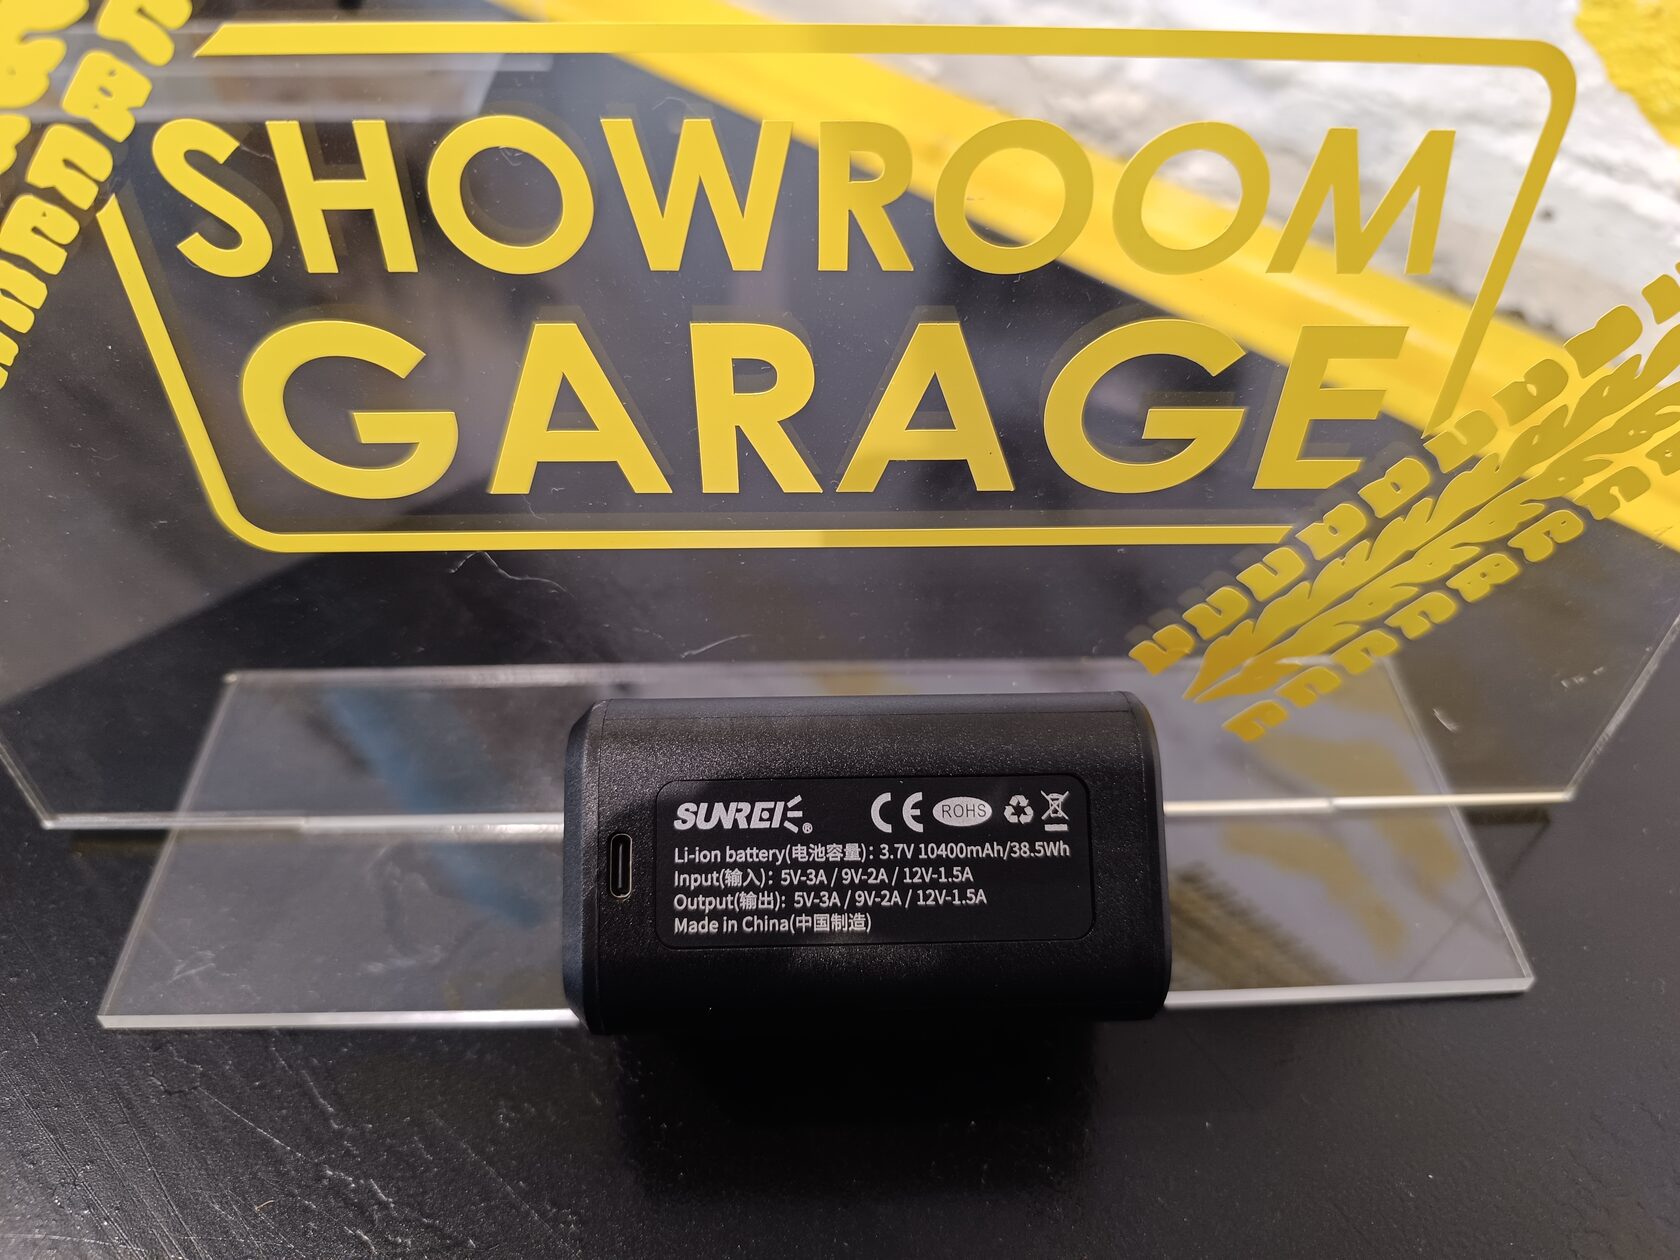 SHOWROOM
GARAGE
SUNREI®
CE ROHS
Li-ion battery(电池容量)：3.7V 10400mAh/38.5Wh
Input(输入)：5V-3A / 9V-2A / 12V-1.5A
Output(输出)：5V-3A / 9V-2A / 12V-1.5A
Made in China(中国制造)